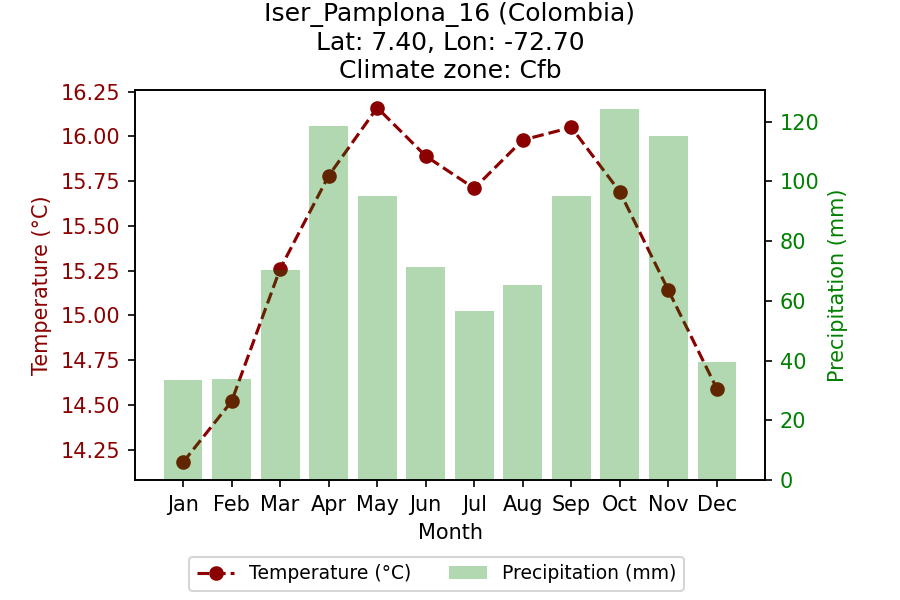 Iser_Pamplona_16 (Colombia)
Lat: 7.40, Lon: -72.70
Climate zone: Cfb
16.25
16.00
15.75
15.50
15.25
15.00
14.75
14.50
14.25
Temperature (°C)
120
100
80
60
40
20
0
Precipitation (mm)
Jan Feb Mar Apr May Jun Jul Aug Sep Oct Nov Dec
Month
Temperature (°C) Precipitation (mm)